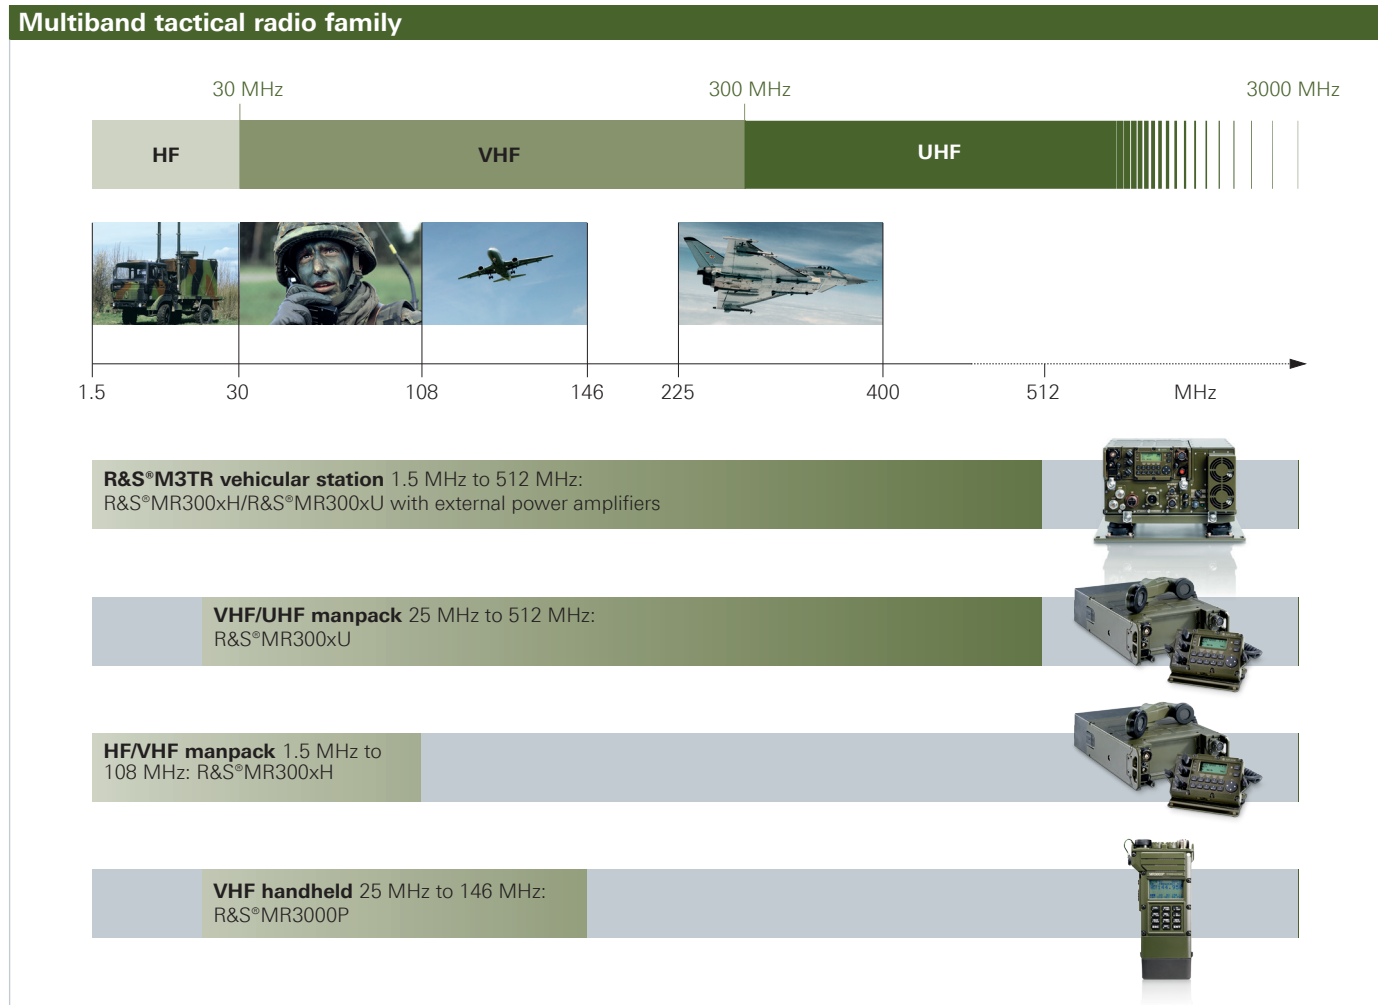 Multiband tactical radio family
30 MHz
300 MHz
3000 MHz
HF
VHF
UHF
1.5
30
108
146
225
400
512
MHz
R&S®M3TR vehicular station 1.5 MHz to 512 MHz:
R&S®MR300xH/R&S®MR300xU with external power amplifiers
VHF/UHF manpack 25 MHz to 512 MHz:
R&S®MR300xU
HF/VHF manpack 1.5 MHz to
108 MHz: R&S®MR300xH
VHF handheld 25 MHz to 146 MHz:
R&S®MR3000P